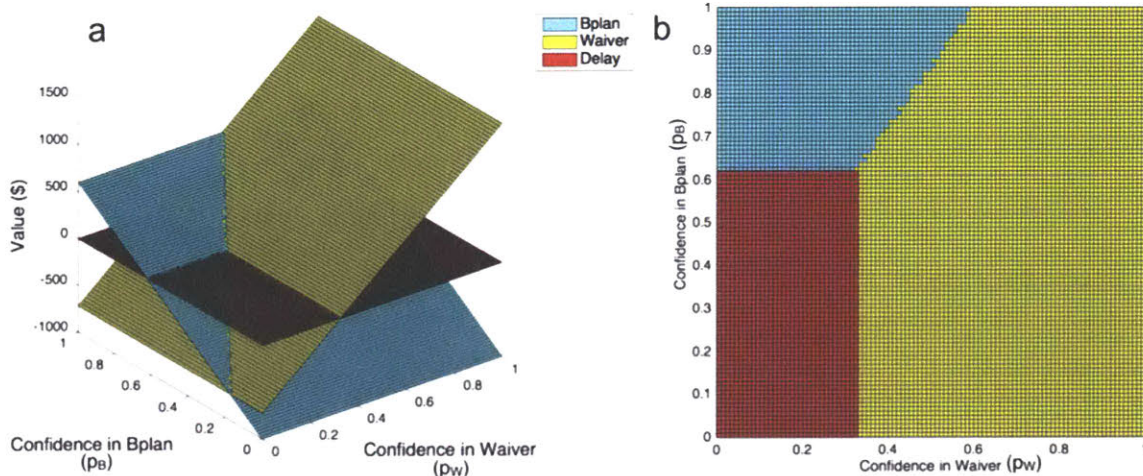 a
Bplan
Waiver
Delay
b
1500
1000
500
0
-500
-1000
Value ($)
1
0.8
0.6
0.4
0.2
0
Confidence in Bplan
(pB)
0
0.2
0.4
0.6
0.8
1
Confidence in Waiver
(pW)
1
0.9
0.8
0.7
0.6
0.5
0.4
0.3
0.2
0.1
0
Confidence in Bplan (pB)
0
0.2
0.4
0.6
0.8
Confidence in Waiver (pW)